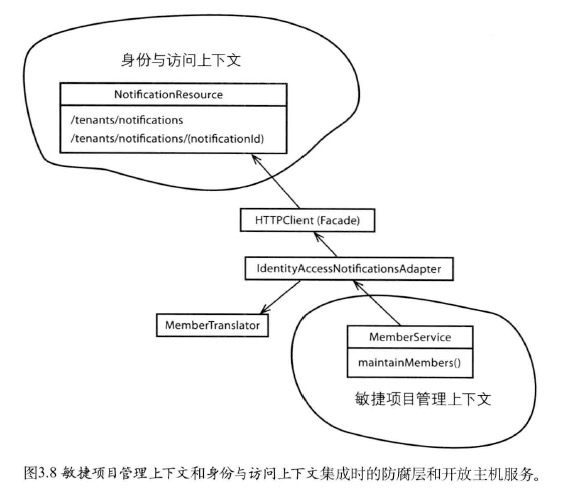 身份与访问上下文
NotificationResource
/tenants/notifications
/tenants/notifications/(notificationId)
HTTPClient (Facade)
IdentityAccessNotificationsAdapter
MemberTranslator
MemberService
maintainMembers()
敏捷项目管理上下文
图3.8 敏捷项目管理上下文和身份与访问上下文集成时的防腐层和开放主机服务。